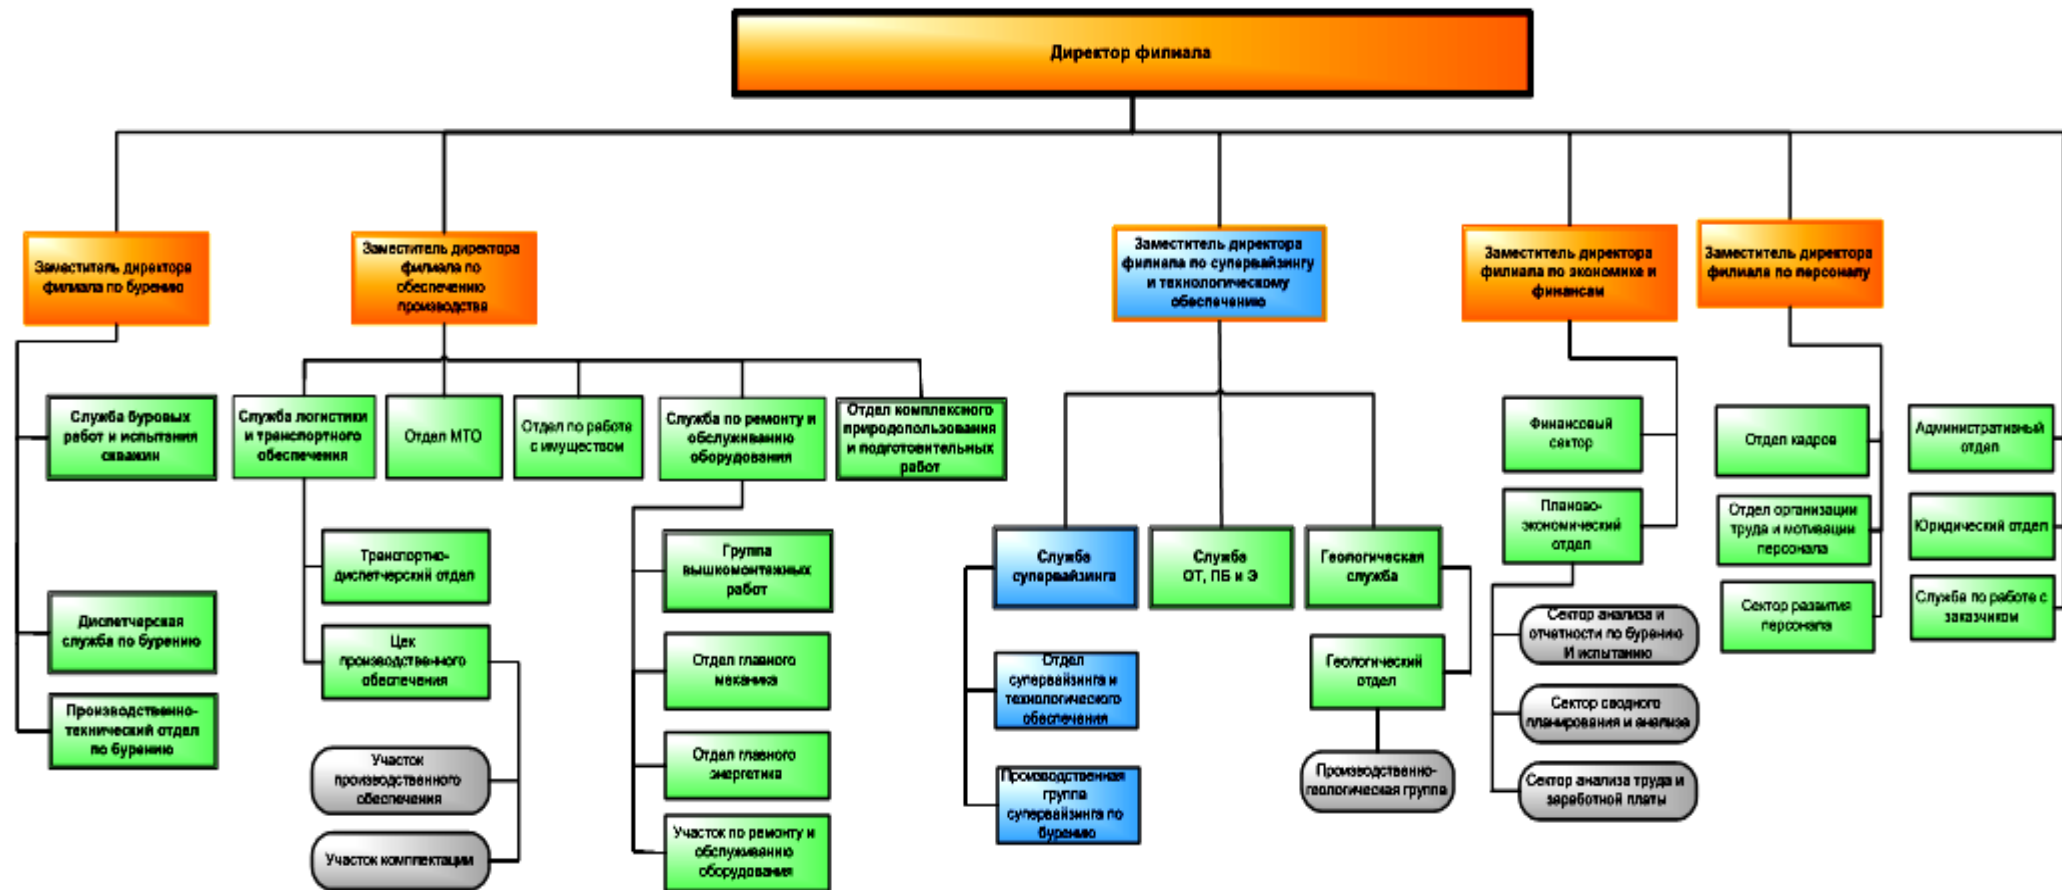 Директор филиала
Заместитель директора
филиала по бурению
Заместитель директора
филиала по
обеспечению
производства
Заместитель директора
филиала по супервайзингу
и технологическому
обеспечению
Заместитель директора
филиала по экономике и
финансам
Заместитель директора
филиала по персоналу
Служба буровых
работ и испытания
скважин
Служба логистики
и транспортного
обеспечения
Отдел МТО
Отдел по работе
с имуществом
Служба по ремонту и
обслуживанию
оборудования
Отдел комплексного
природопользования
и подготовительных
работ
Финансовый
сектор
Отдел кадров
Административный
отдел
Транспортно-
диспетчерский отдел
Группа
вышкомонтажных
работ
Служба
супервайзинга
Служба
ОТ, ПБ и Э
Геологическая
служба
Планово-
экономический
отдел
Отдел организации
труда и мотивации
персонала
Юридический отдел
Диспетчерская
служба по бурению
Цех
производственного
обеспечения
Отдел главного
механика
Отдел
супервайзинга и
технологического
обеспечения
Геологический
отдел
Сектор анализа и
отчетности по бурению
И испытанию
Сектор развития
персонала
Служба по работе с
заказчиком
Производственно-
технический отдел
по бурению
Участок
производственного
обеспечения
Отдел главного
энергетика
Производственная
группа
супервайзинга по
бурению
Производственно-
геологическая группа
Сектор сводного
планирования и анализа
Сектор анализа труда и
заработной платы
Участок комплектации
Участок по ремонту и
обслуживанию
оборудования